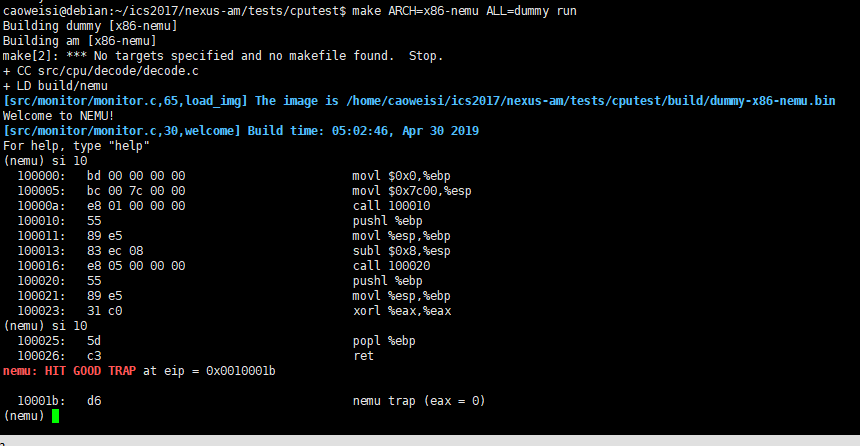 caoweisi@debian:~/ics2017/nexus-am/tests/cputest$ make ARCH=x86-nemu ALL=dummy run
Building dummy [x86-nemu]
Building am [x86-nemu]
make[2]: *** No targets specified and no makefile found.  Stop.
+ CC src/cpu/decode/decode.c
+ LD build/nemu
[src/monitor/monitor.c,65,load_img] The image is /home/caoweisi/ics2017/nexus-am/tests/cputest/build/dummy-x86-nemu.bin
Welcome to NEMU!
[src/monitor/monitor.c,30,welcome] Build time: 05:02:46, Apr 30 2019
For help, type "help"
(nemu) si 10
  100000:   bd 00 00 00 00                        movl $0x0,%ebp
  100005:   bc 00 7c 00 00                        movl $0x7c00,%esp
  10000a:   e8 01 00 00 00                        call 100010
  100010:   55                                    pushl %ebp
  100011:   89 e5                                 movl %esp,%ebp
  100013:   83 ec 08                              subl $0x8,%esp
  100016:   e8 05 00 00 00                        call 100020
  100020:   55                                    pushl %ebp
  100021:   89 e5                                 movl %esp,%ebp
  100023:   31 c0                                 xorl %eax,%eax
(nemu) si 10
  100025:   5d                                    popl %ebp
  100026:   c3                                    ret
nemu: HIT GOOD TRAP at eip = 0x0010001b
  10001b:   d6                                    nemu trap (eax = 0)
(nemu)